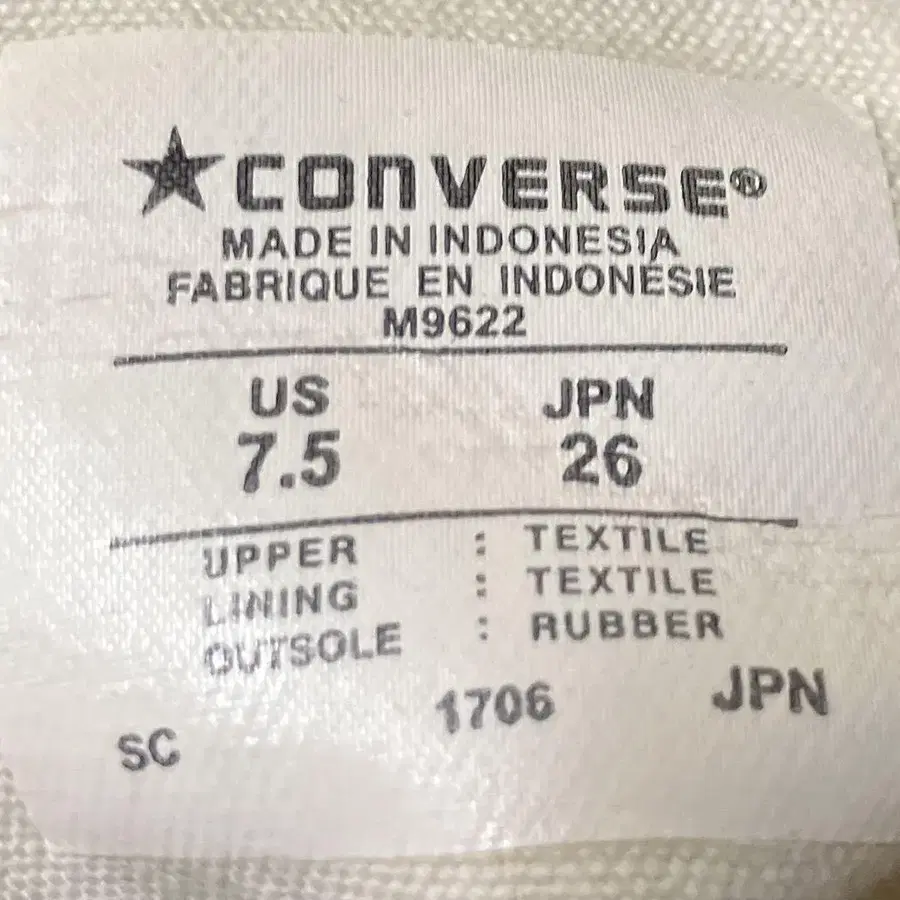 CONVERSE®
MADE IN INDONESIA
FABRIQUE EN INDONESIE
M9622
US JPN
7.5 26
UPPER : TEXTILE
LINING : TEXTILE
OUTSOLE : RUBBER
SC 1706 JPN